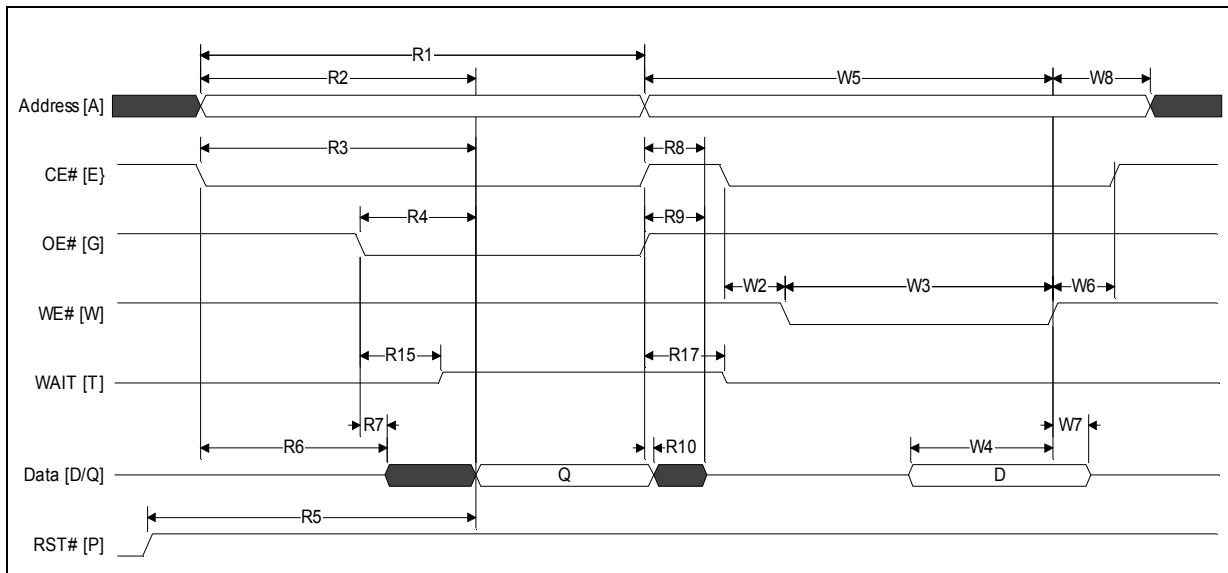 R1
R2 W5 W8
Address [A]
R3 R8
CE# [E}
R4 R9
OE# [G]
W2 W3 W6
WE# [W]
R15 R17
WAIT [T]
R7 W7
R6 R10 W4
Data [D/Q] Q D
R5
RST# [P]